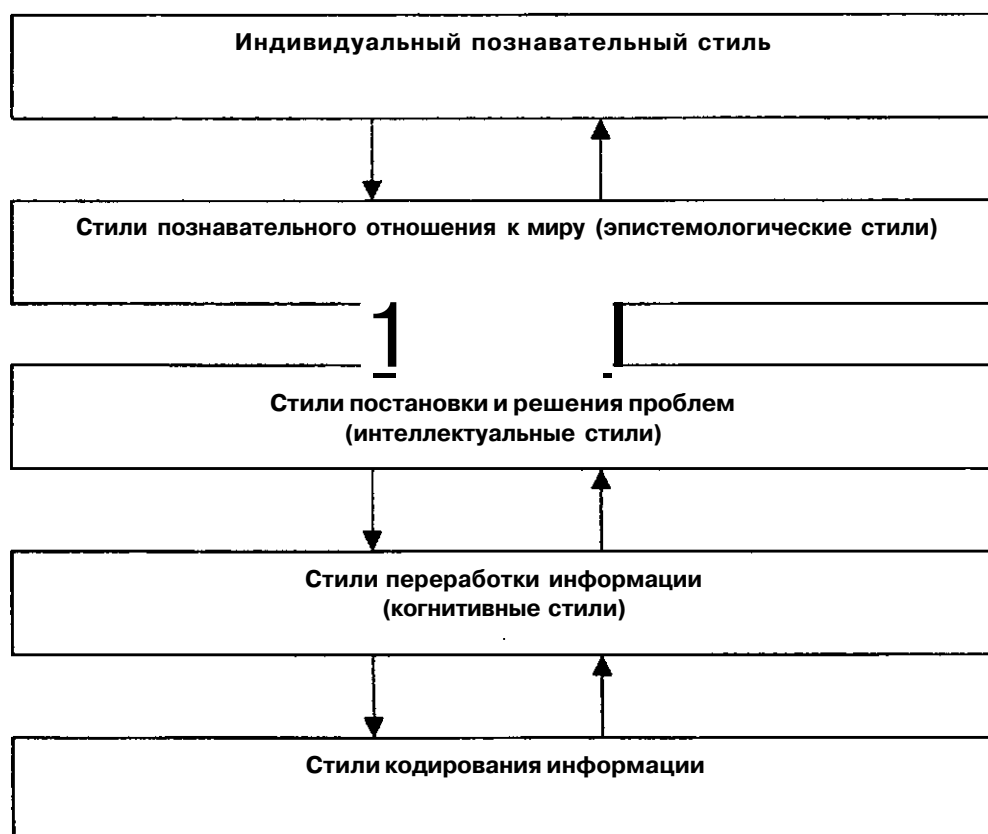 Индивидуальный познавательный стиль
Стили познавательного отношения к миру (эпистемологические стили)
1 I
Стили постановки и решения проблем
(интеллектуальные стили)
Стили переработки информации
(когнитивные стили)
Стили кодирования информации